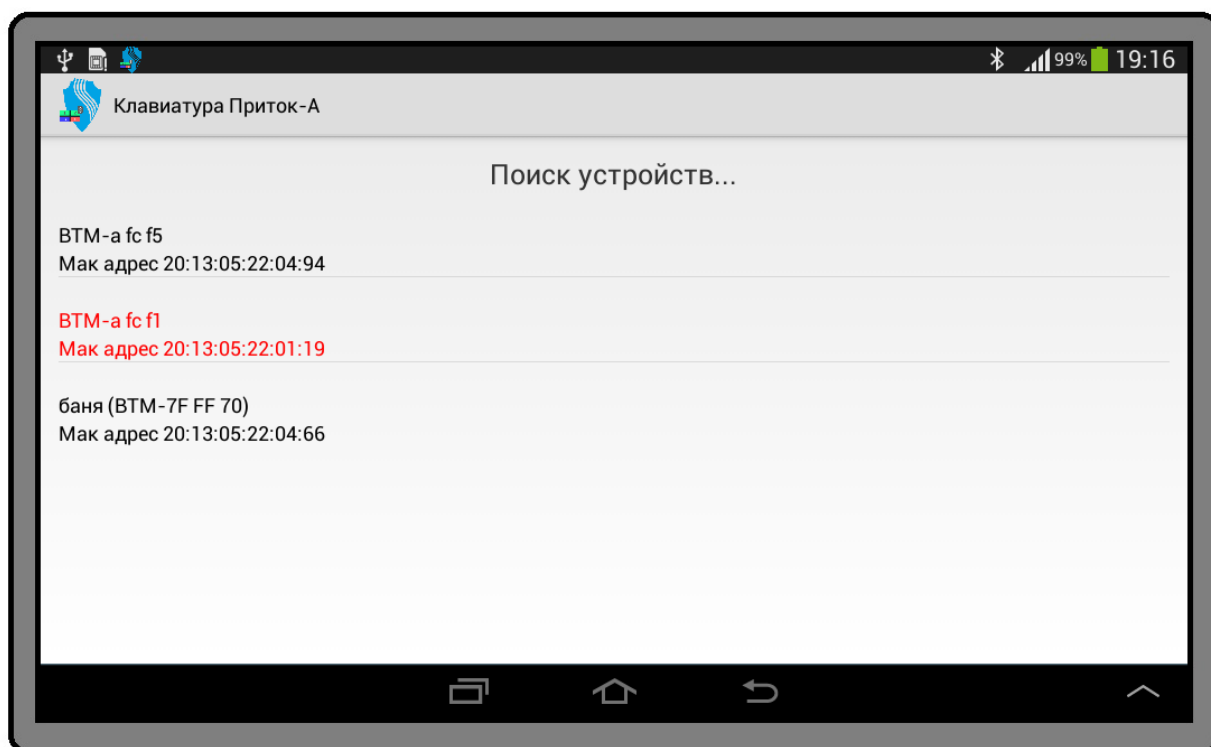 99% 19:16
Клавиатура Приток-А
Поиск устройств...
BTM-a fc f5
Мак адрес 20:13:05:22:04:94
BTM-a fc f1
Мак адрес 20:13:05:22:01:19
баня (BTM-7F FF 70)
Мак адрес 20:13:05:22:04:66